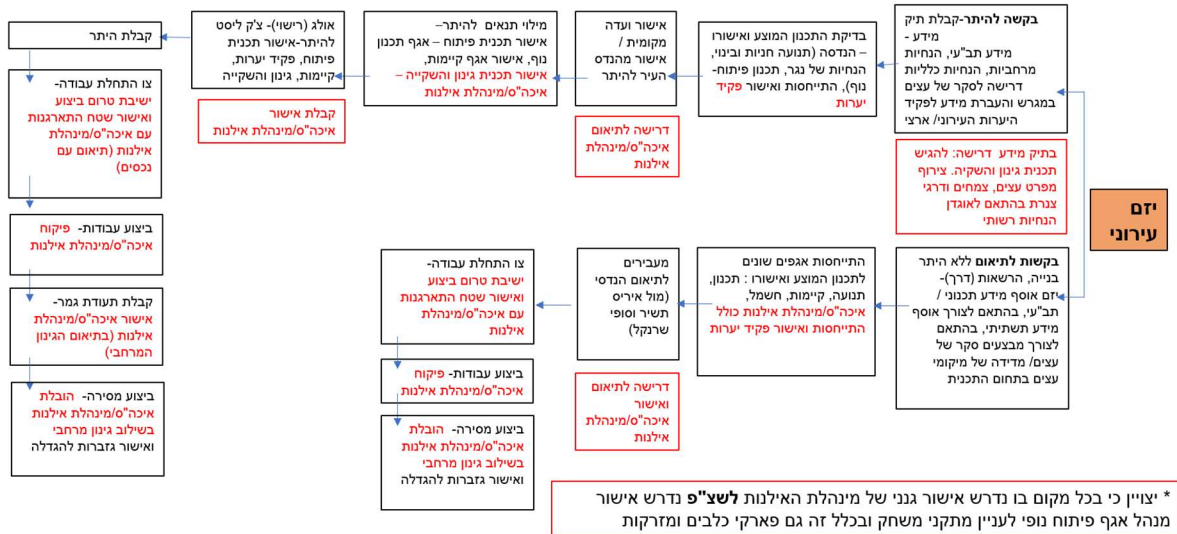 יזם
עירוני
בקשה להיתר-קבלת תיק
מידע -
מידע תב"עי, הנחיות
מרחביות, הנחיות כלליות
דרישה לסקר של עצים
במגרש והעברת מידע לפקיד
היערות העירוני/ ארצי
בתיק מידע דרישה: להגיש
תכנית גינון והשקיה. צירוף
מפרט עצים, צמחים ודרגי
צנרת בהתאם לאוגדן
הנחיות רשותי
בדיקת התכנון המוצע ואישורו
– הנדסה (תנועה חניות ובינוי,
הנחיות של נגר, תכנון פיתוח-
נוף), התייחסות ואישור פקיד
יערות
אישור ועדה
מקומית /
אישור מהנדס
העיר להיתר
דרישה לתיאום
איכה"ס/מינהלת
אילנות
מילוי תנאים להיתר–
אישור תכנית פיתוח – אגף תכנון
נוף, אישור אגף קיימות,
אישור תכנית גינון והשקייה –
איכה"ס/מינהלת אילנות
אולג (רישוי)- צ'ק ליסט
להיתר-אישור תכנית
פיתוח, פקיד יערות,
קיימות, גינון והשקייה
קבלת אישור
איכה"ס/מינהלת אילנות
קבלת היתר
צו התחלת עבודה-
ישיבת טרום ביצוע
ואישור שטח התארגנות
עם איכה"ס/מינהלת
אילנות (תיאום עם
נכסים)
ביצוע עבודות- פיקוח
איכה"ס/מינהלת אילנות
קבלת תעודת גמר-
אישור איכה"ס/מינהלת
אילנות (בתיאום הגינון
המרחבי)
ביצוע מסירה- הובלת
איכה"ס/מינהלת אילנות
בשילוב גינון מרחבי
ואישור גזברות להגדלה
בקשות לתיאום ללא היתר
בנייה, הרשאות (דרך)-
יזם אוסף מידע תכנוני /
תב"עי, בהתאם לצורך אוסף
מידע תשתיתי, בהתאם
לצורך מבצעים סקר של
עצים/ מדידה של מיקומי
עצים בתחום התכנית
התייחסות אגפים שונים
לתכנון המוצע ואישורו : תכנון,
תנועה, קיימות, חשמל,
איכה"ס/מינהלת אילנות כולל
התייחסות ואישור פקיד יערות
מעבירים
לתיאום הנדסי
(מול איריס
תשיר וסופי
שרנקל)
דרישה לתיאום
ואישור
איכה"ס/מינהלת
אילנות
צו התחלת עבודה-
ישיבת טרום ביצוע
ואישור שטח התארגנות
עם איכה"ס/מינהלת
אילנות
ביצוע עבודות- פיקוח
איכה"ס/מינהלת אילנות
ביצוע מסירה- הובלת
איכה"ס/מינהלת אילנות
בשילוב גינון מרחבי
ואישור גזברות להגדלה
* יצויין כי בכל מקום בו נדרש אישור גנני של מינהלת האילנות לשצ"פ נדרש אישור
מנהל אגף פיתוח נופי לעניין מתקני משחק ובכלל זה גם פארקי כלבים ומזרקות